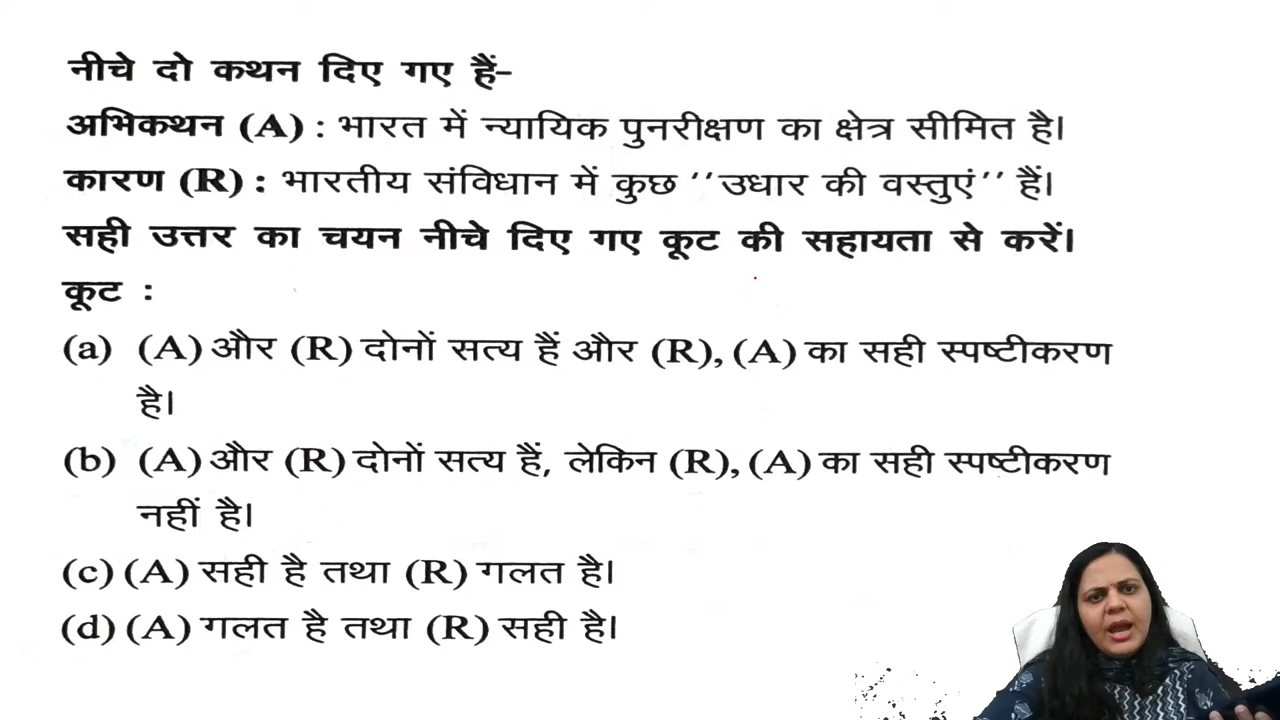 नीचे दो कथन दिए गए हैं-
अभिकथन (A) : भारत में न्यायिक पुनरीक्षण का क्षेत्र सीमित है।
कारण (R) : भारतीय संविधान में कुछ ‘‘उधार की वस्तुएं’’ हैं।
सही उत्तर का चयन नीचे दिए गए कूट की सहायता से करें।
कूट :
(a) (A) और (R) दोनों सत्य हैं और (R), (A) का सही स्पष्टीकरण
है।
(b) (A) और (R) दोनों सत्य हैं, लेकिन (R), (A) का सही स्पष्टीकरण
नहीं है।
(c) (A) सही है तथा (R) गलत है।
(d) (A) गलत है तथा (R) सही है।